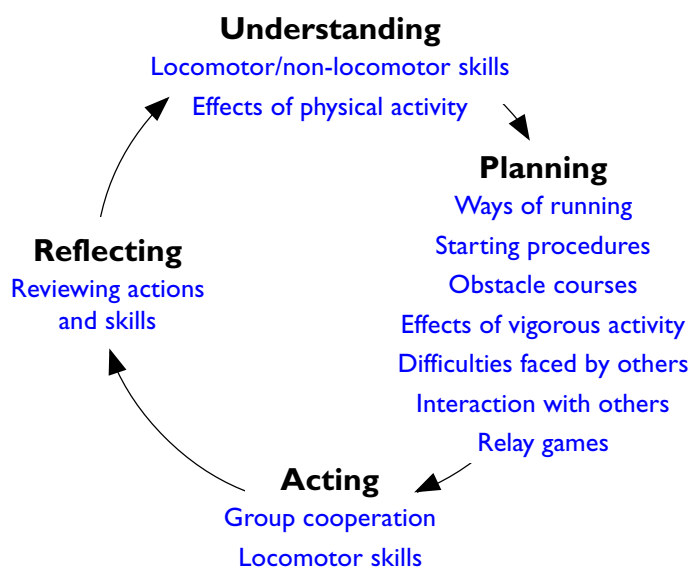 Understanding
Locomotor/non-locomotor skills
Effects of physical activity
Planning
Ways of running
Starting procedures
Obstacle courses
Effects of vigorous activity
Difficulties faced by others
Interaction with others
Relay games
Acting
Group cooperation
Locomotor skills
Reflecting
Reviewing actions
and skills